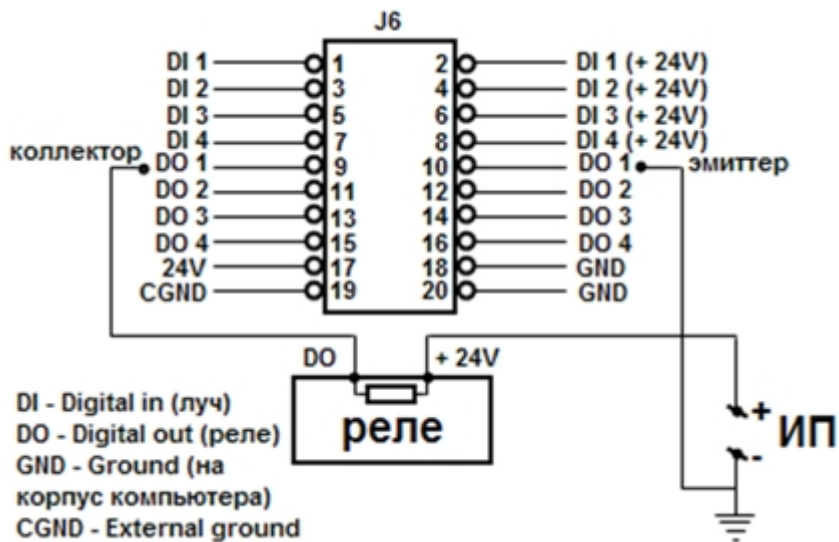 J6
DI 1 1 2 DI 1 (+ 24V)
DI 2 3 4 DI 2 (+ 24V)
DI 3 5 6 DI 3 (+ 24V)
DI 4 7 8 DI 4 (+ 24V)
коллектор DO 1 9 10 DO 1 эмиттер
DO 2 11 12 DO 2
DO 3 13 14 DO 3
DO 4 15 16 DO 4
24V 17 18 GND
CGND 19 20 GND
DO + 24V
реле
+ ИП
-
DI - Digital in (луч)
DO - Digital out (реле)
GND - Ground (на
корпус компьютера)
CGND - External ground